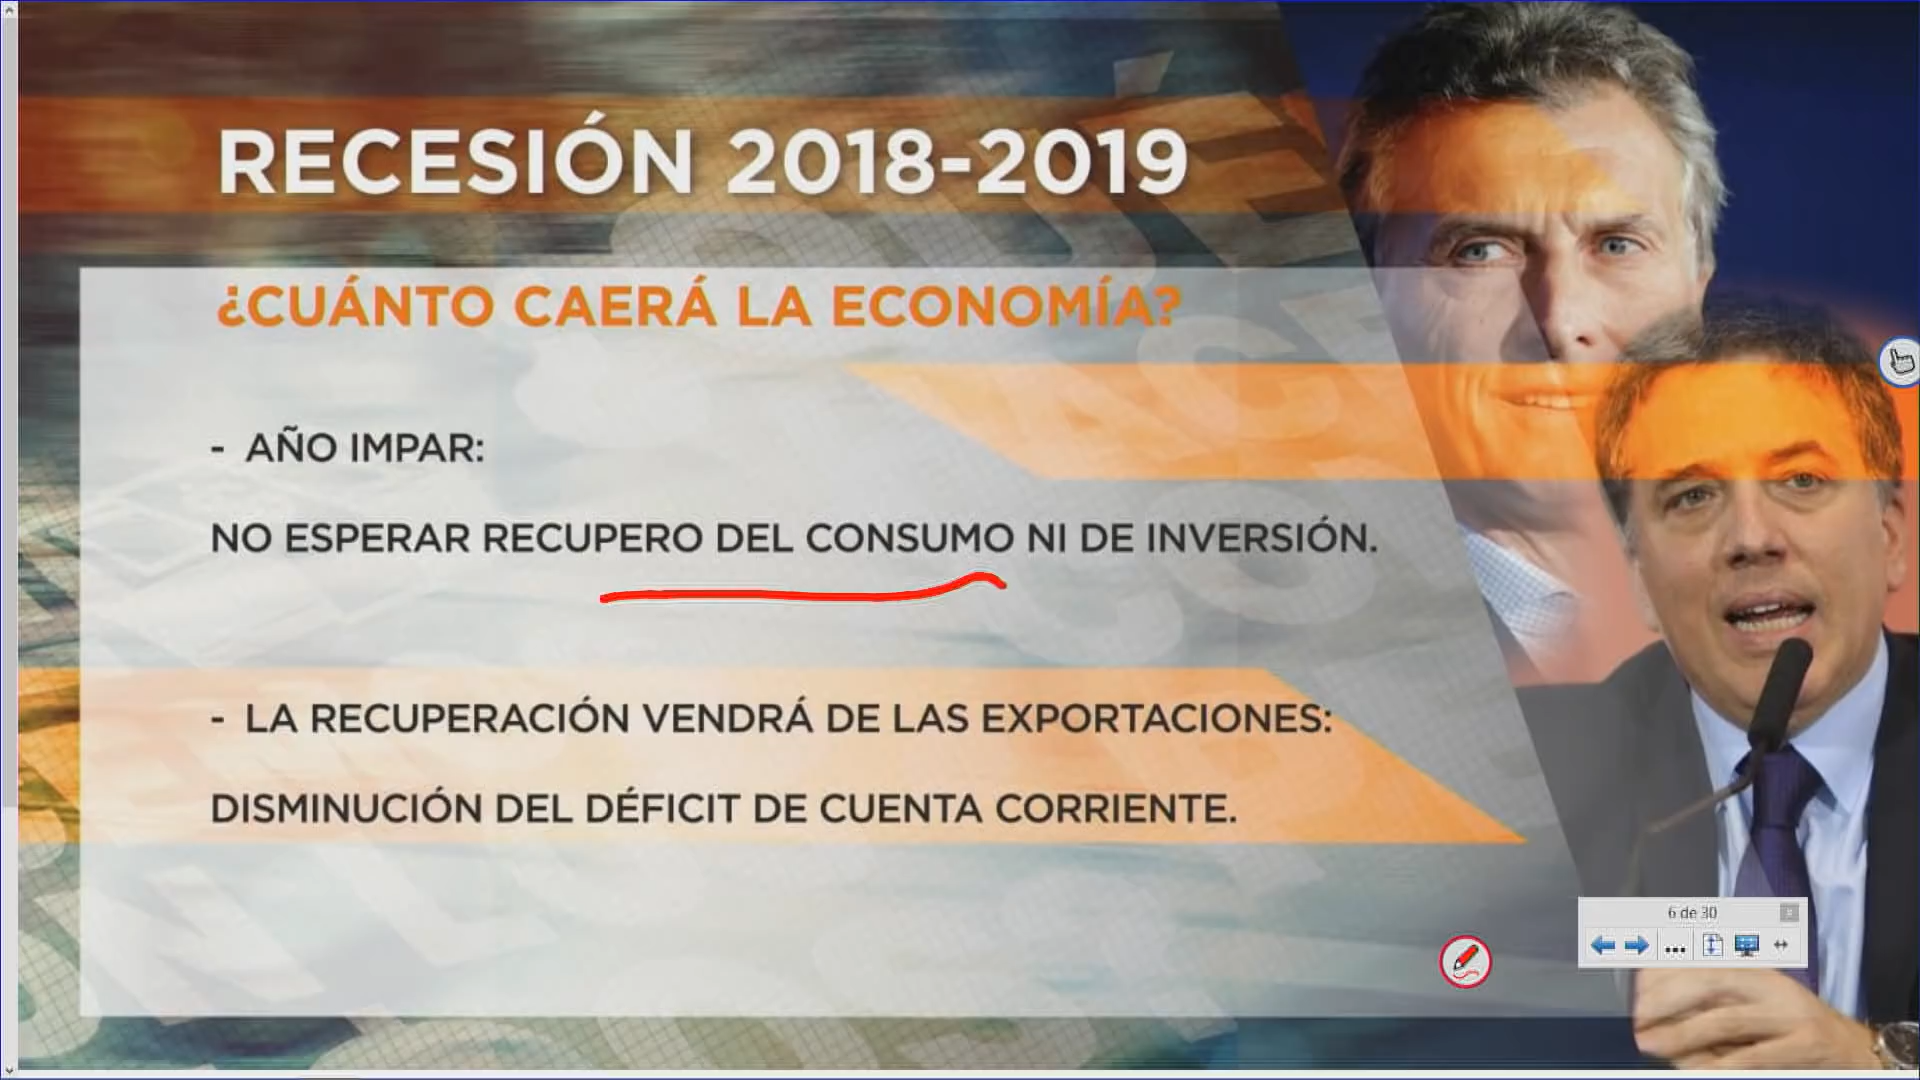 RECESIÓN 2018-2019
¿CUÁNTO CAERÁ LA ECONOMÍA?
- AÑO IMPAR:
NO ESPERAR RECUPERO DEL CONSUMO NI DE INVERSIÓN.
- LA RECUPERACIÓN VENDRÁ DE LAS EXPORTACIONES:
DISMINUCIÓN DEL DÉFICIT DE CUENTA CORRIENTE.
6 de 30